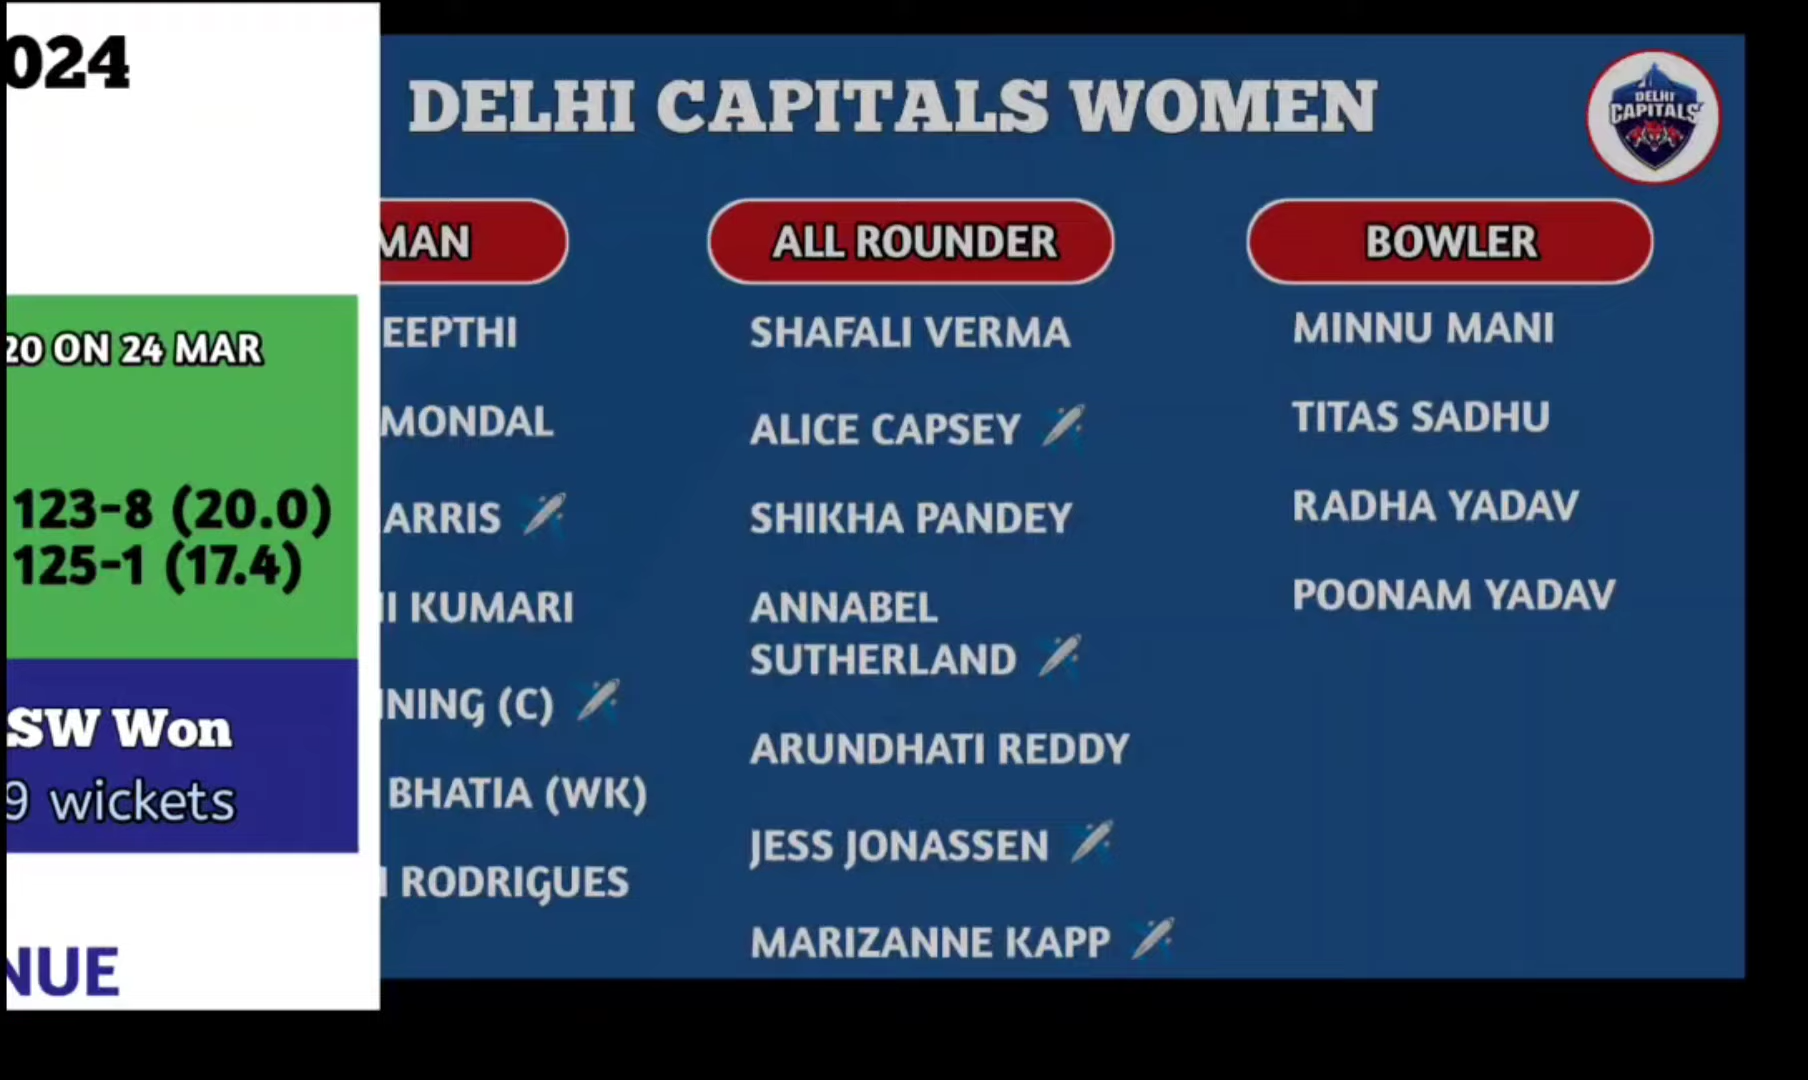 024
20 ON 24 MAR
123-8 (20.0)
125-1 (17.4)
SW Won
9 wickets
NUE
DELHI CAPITALS WOMEN
DELHI
CAPITALS
MAN
EEPTHI
MONDAL
ARRIS
I KUMARI
NING (C)
BHATIA (WK)
I RODRIGUES
ALL ROUNDER
SHAFALI VERMA
ALICE CAPSEY
SHIKHA PANDEY
ANNABEL
SUTHERLAND
ARUNDHATI REDDY
JESS JONASSEN
MARIZANNE KAPP
BOWLER
MINNU MANI
TITAS SADHU
RADHA YADAV
POONAM YADAV